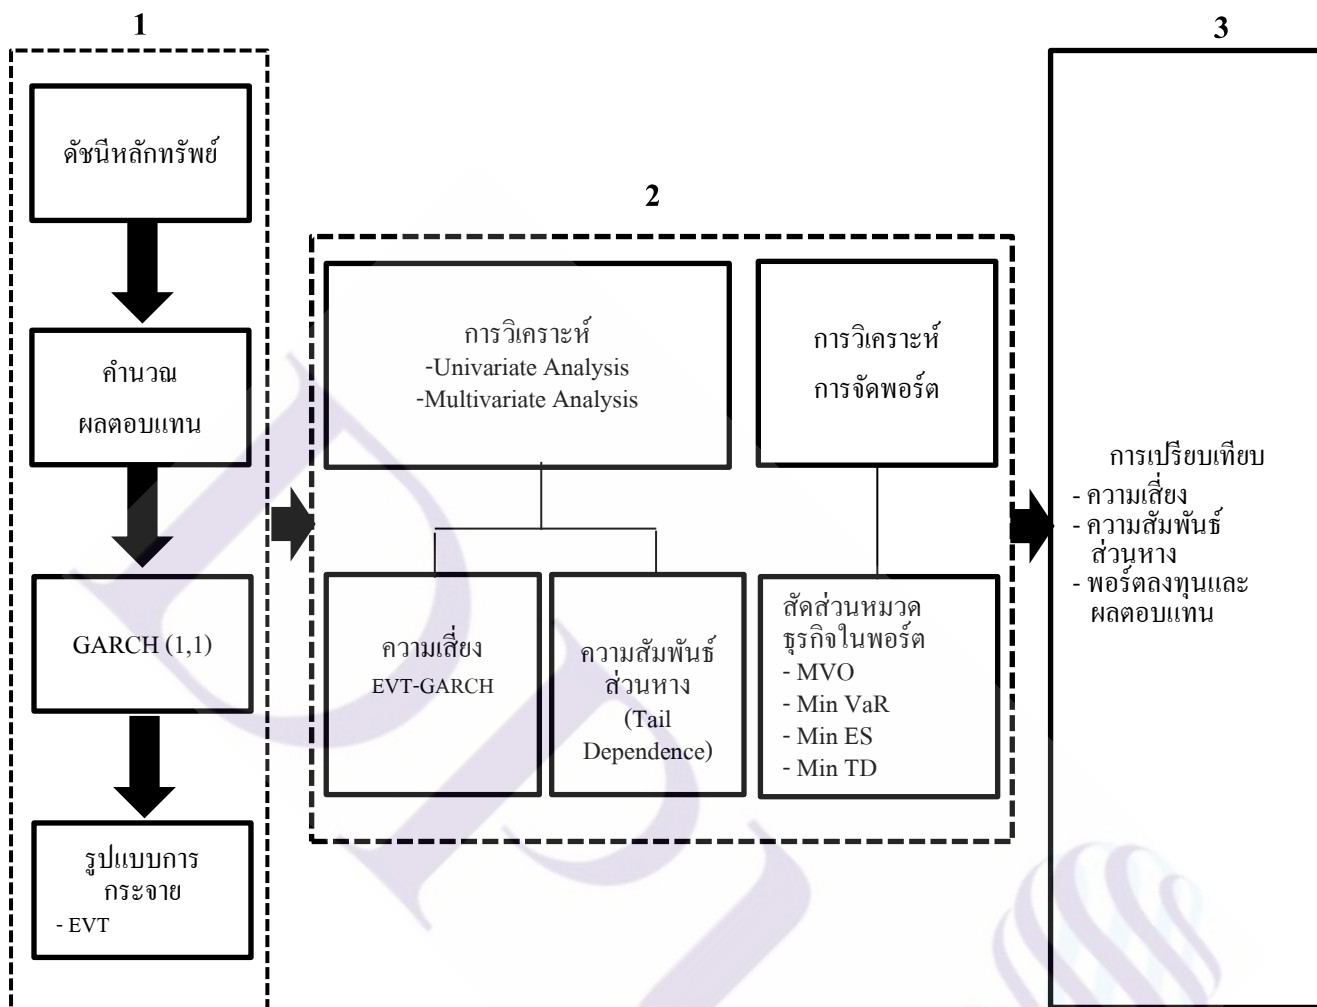 1
ดัชนีหลักทรัพย์
คำนวณ
ผลตอบแทน
GARCH (1,1)
รูปแบบการ
กระจาย
- EVT
2
การวิเคราะห์
-Univariate Analysis
-Multivariate Analysis
ความเสี่ยง
EVT-GARCH
ความสัมพันธ์
ส่วนหาง
(Tail
Dependence)
การวิเคราะห์
การจัดพอร์ต
สัดส่วนหมวด
ธุรกิจในพอร์ต
- MVO
- Min VaR
- Min ES
- Min TD
3
การเปรียบเทียบ
- ความเสี่ยง
- ความสัมพันธ์
ส่วนหาง
- พอร์ตลงทุนและ
ผลตอบแทน